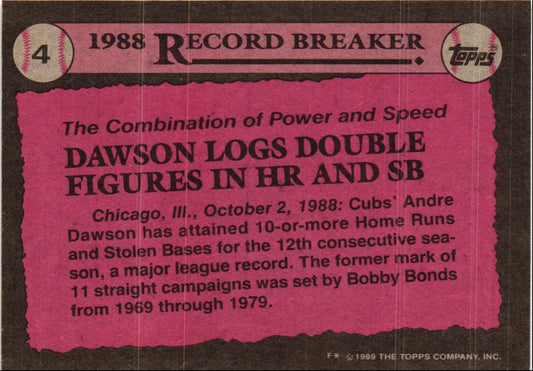 4
1988 RECORD BREAKER
Topps®
The Combination of Power and Speed
DAWSON LOGS DOUBLE
FIGURES IN HR AND SB
Chicago, Ill., October 2, 1988: Cubs' Andre
Dawson has attained 10-or-more Home Runs
and Stolen Bases for the 12th consecutive sea-
son, a major league record. The former mark of
11 straight campaigns was set by Bobby Bonds
from 1969 through 1979.
F* © 1989 THE TOPPS COMPANY, INC.